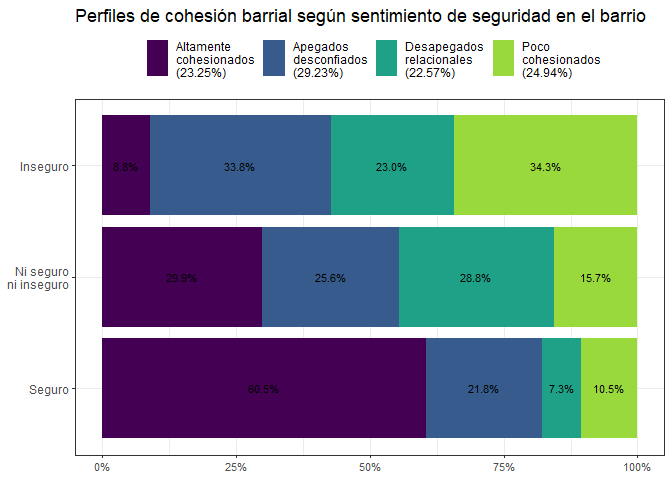 Perfiles de cohesión barrial según sentimiento de seguridad en el barrio
Altamente
cohesionados
(23.25%)
Apegados
desconfiados
(29.23%)
Desapegados
relacionales
(22.57%)
Poco
cohesionados
(24.94%)
Inseguro
8.8%
33.8%
23.0%
34.3%
Ni seguro
ni inseguro
29.9%
25.6%
28.8%
15.7%
Seguro
60.5%
21.8%
7.3%
10.5%
0%
25%
50%
75%
100%